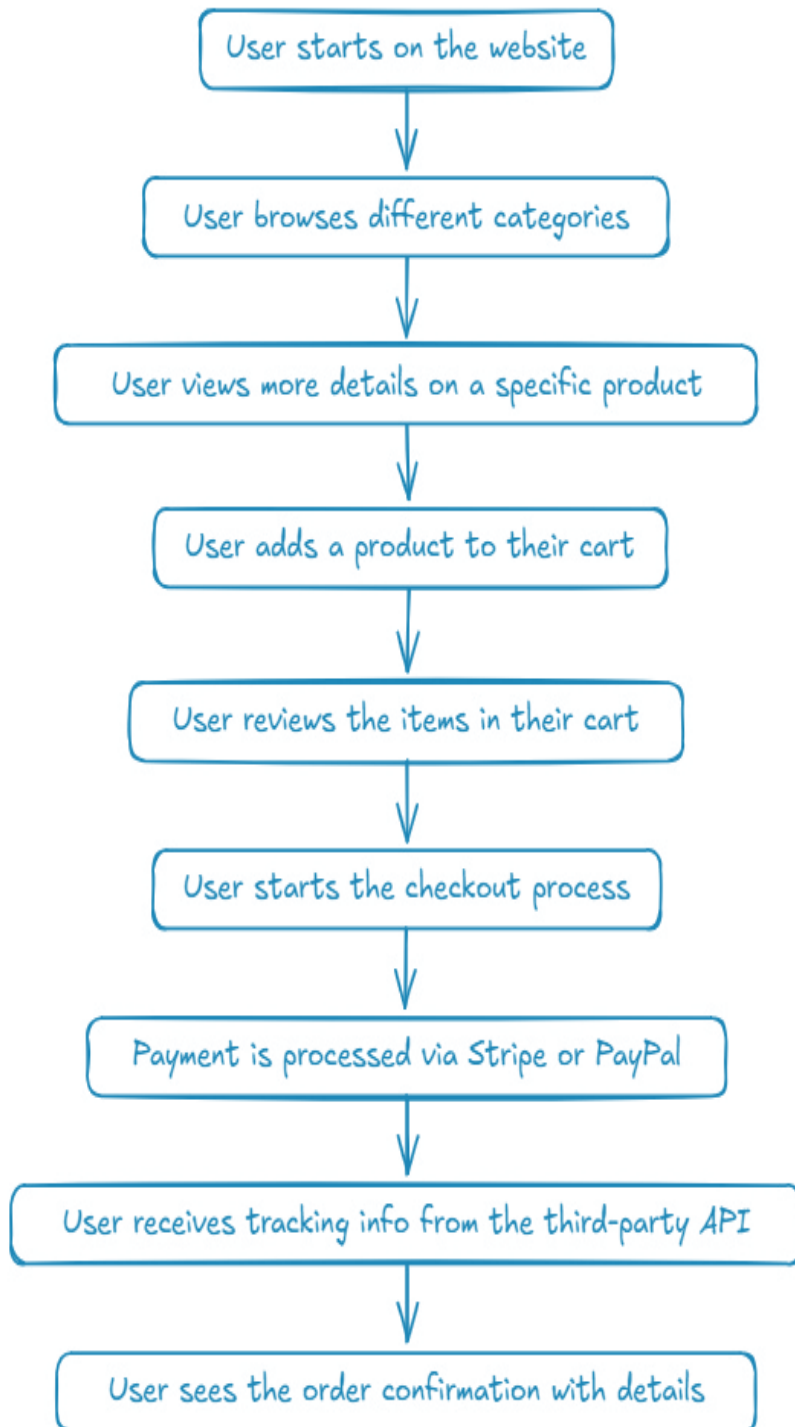 User starts on the website
User browses different categories
User views more details on a specific product
User adds a product to their cart
User reviews the items in their cart
User starts the checkout process
Payment is processed via Stripe or PayPal
User receives tracking info from the third-party API
User sees the order confirmation with details